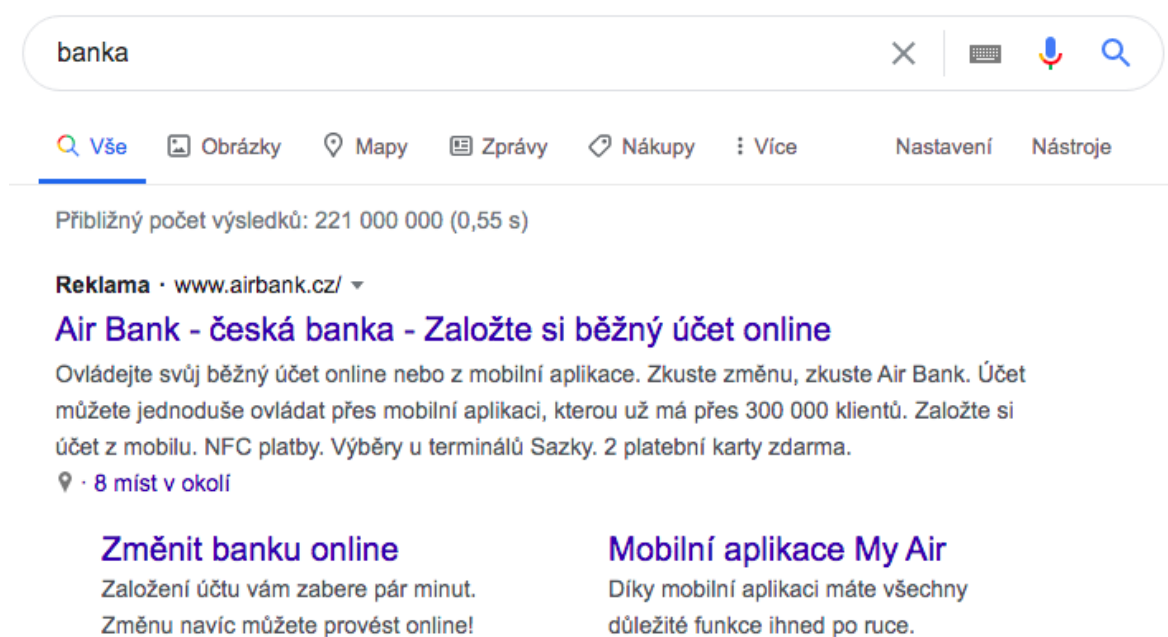 banka
Vše Obrázky Mapy Zprávy Nákupy Více Nastavení Nástroje
Přibližný počet výsledků: 221 000 000 (0,55 s)
Reklama · www.airbank.cz/
Air Bank - česká banka - Založte si běžný účet online
Ovládejte svůj běžný účet online nebo z mobilní aplikace. Zkuste změnu, zkuste Air Bank. Účet
můžete jednoduše ovládat přes mobilní aplikaci, kterou už má přes 300 000 klientů. Založte si
účet z mobilu. NFC platby. Výběry u terminálů Sazky. 2 platební karty zdarma.
· 8 míst v okolí
Změnit banku online
Založení účtu vám zabere pár minut.
Změnu navíc můžete provést online!
Mobilní aplikace My Air
Díky mobilní aplikaci máte všechny
důležité funkce ihned po ruce.